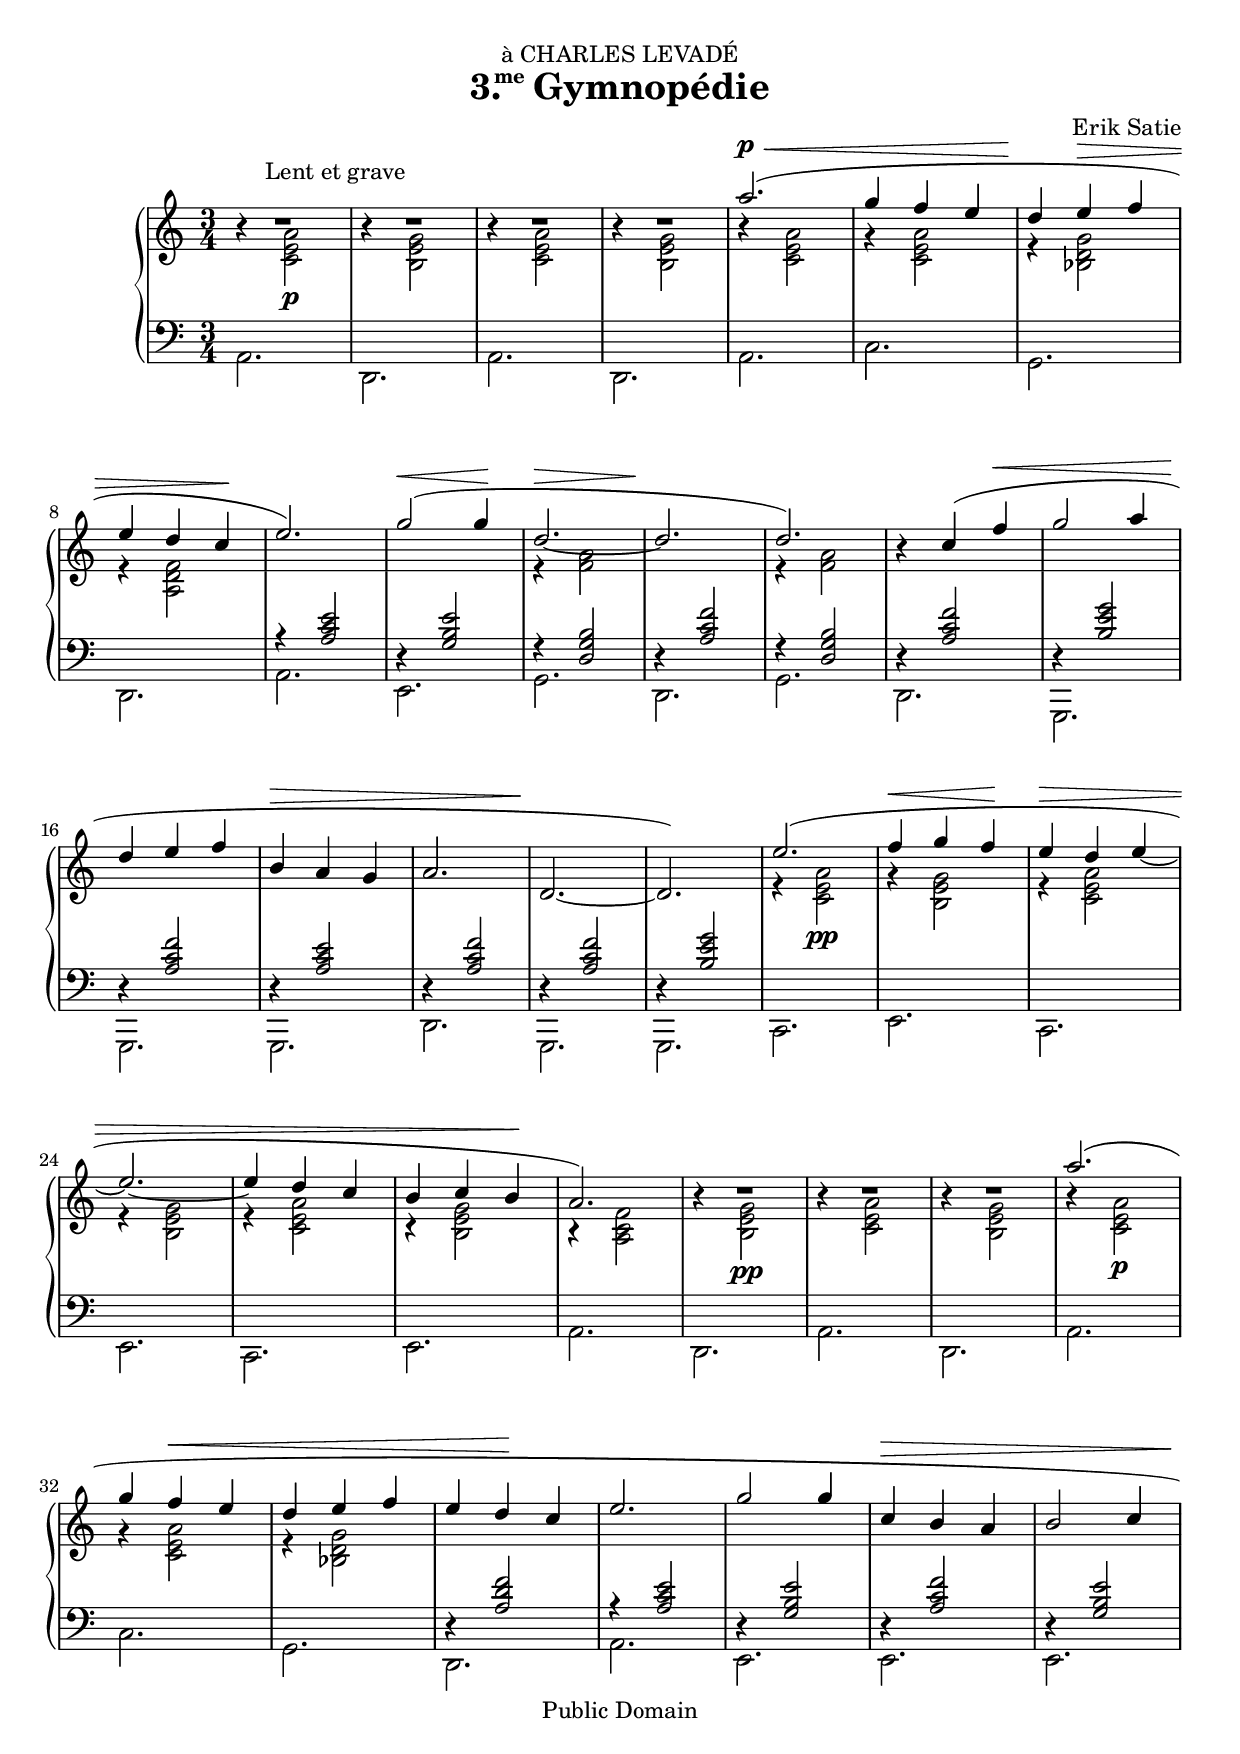 à CHARLES LEVADÉ
3.me Gymnopédie
Erik Satie
Lent et grave
p
p
8
16
pp
24
pp
p
32
Public Domain